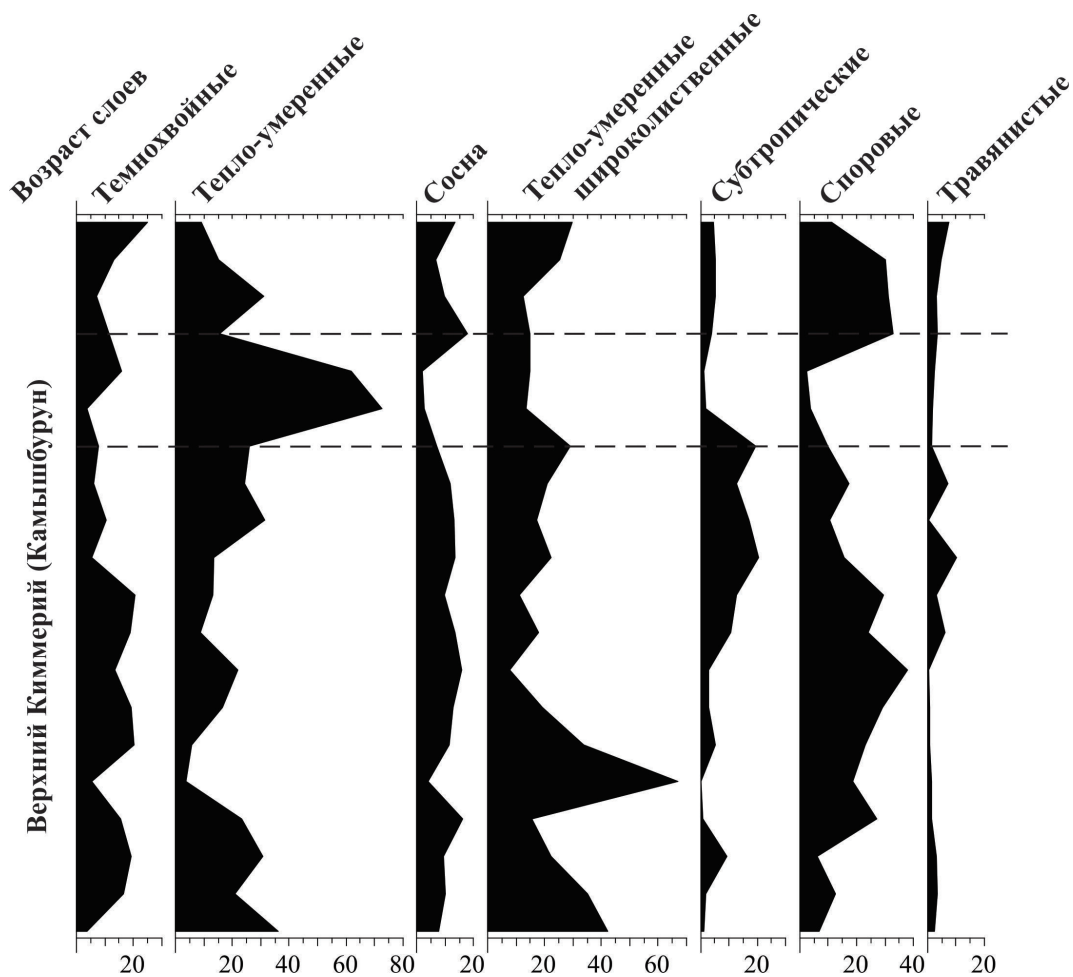 Возраст слоев
Темнохвойные
Тепло-умеренные
Сосна
Тепло-умеренные
широколиственные
Субтропические
Споровые
Травянистые
Верхний Киммерий (Камышбурун)
20
20 40 60 80
20
20 40 60
20
20 40
20